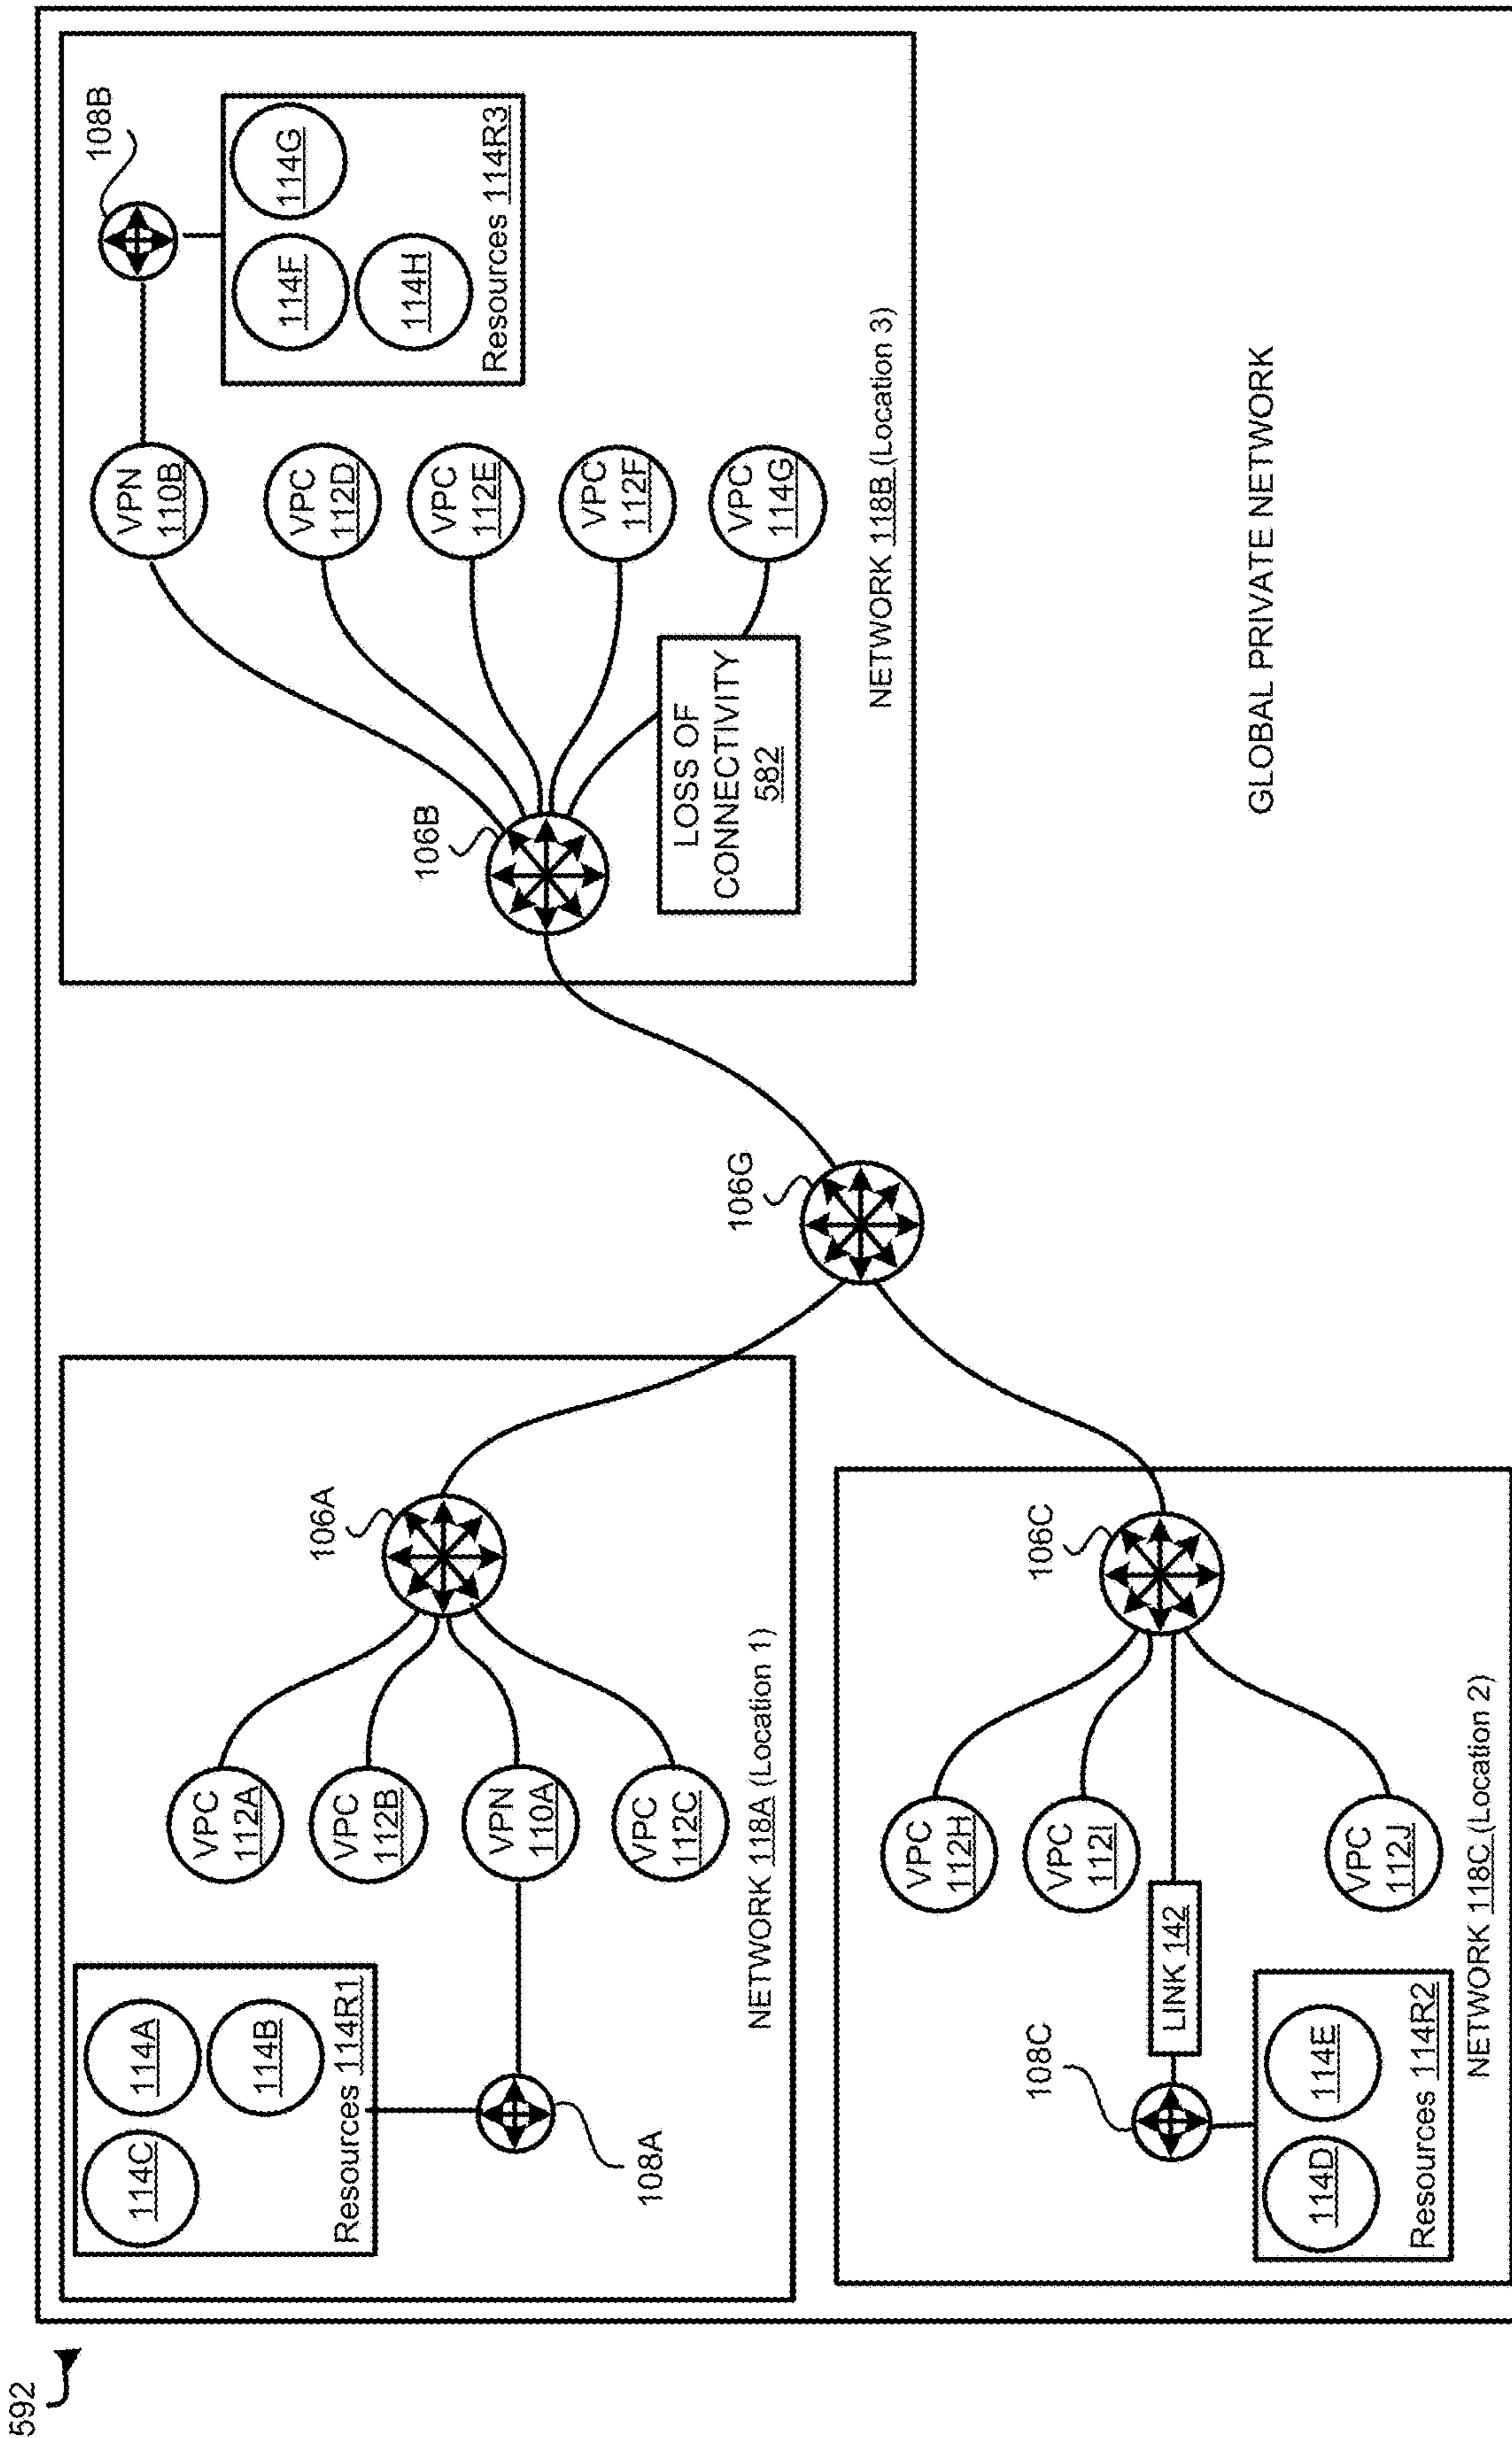 592
108B
VPN
110B
114F
114G
114H
Resources 114R3
VPC
112D
VPC
112E
VPC
112F
VPC
114G
106B
LOSS OF
CONNECTIVITY
582
NETWORK 118B (Location 3)
106G
GLOBAL PRIVATE NETWORK
114C
114A
114B
Resources 114R1
108A
VPC
112A
VPC
112B
VPN
110A
VPC
112C
106A
NETWORK 118A (Location 1)
VPC
112H
VPC
112I
106C
LINK 142
108C
VPC
112J
114D
114E
Resources 114R2
NETWORK 118C (Location 2)